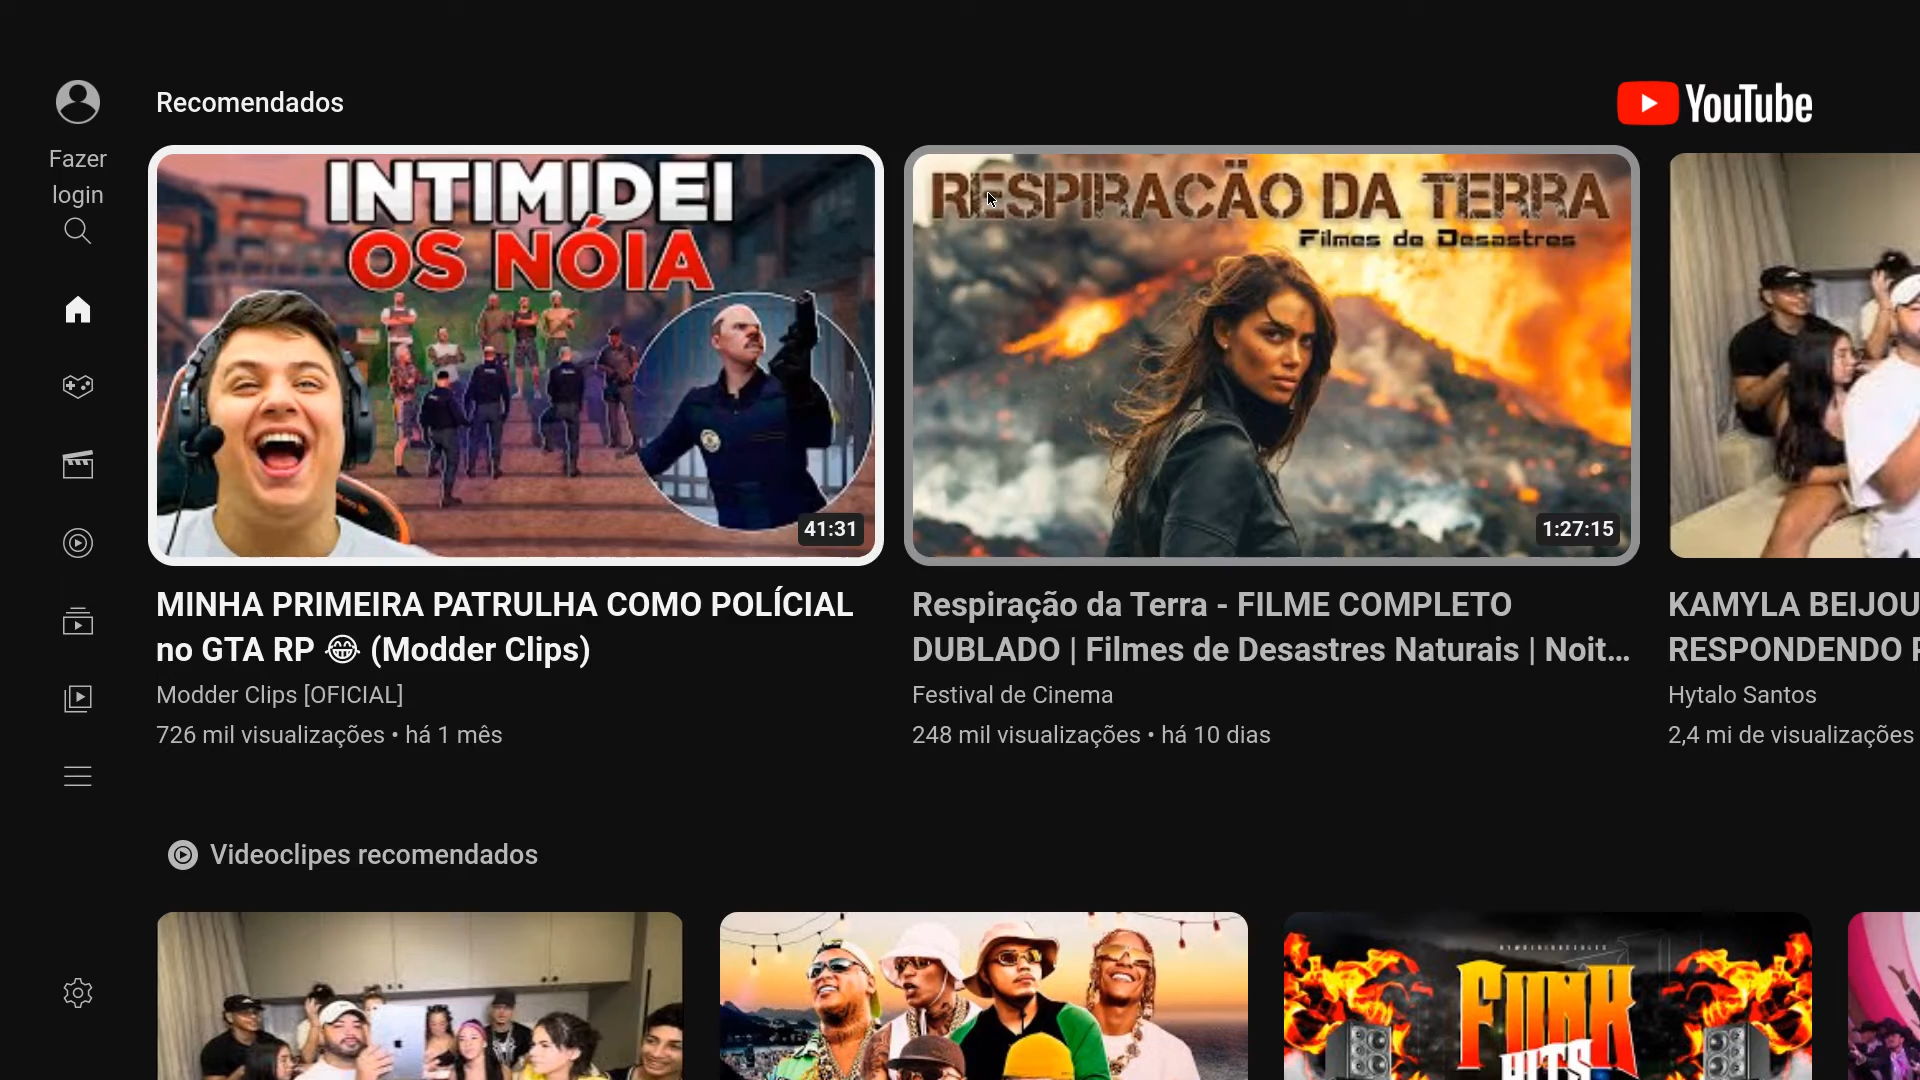 Recomendados
YouTube
Fazer
login
INTIMIDEI
OS NÓIA
41:31
RESPIRAÇÃO DA TERRA
Filmes de Desastres
1:27:15
MINHA PRIMEIRA PATRULHA COMO POLÍCIAL
no GTA RP 😂 (Modder Clips)
Modder Clips [OFICIAL]
726 mil visualizações • há 1 mês
Respiração da Terra - FILME COMPLETO
DUBLADO | Filmes de Desastres Naturais | Noit...
Festival de Cinema
248 mil visualizações • há 10 dias
KAMYLA BEIJOU
RESPONDENDO
Hytalo Santos
2,4 mi de visualizações
Videoclipes recomendados
FUNK
HITS